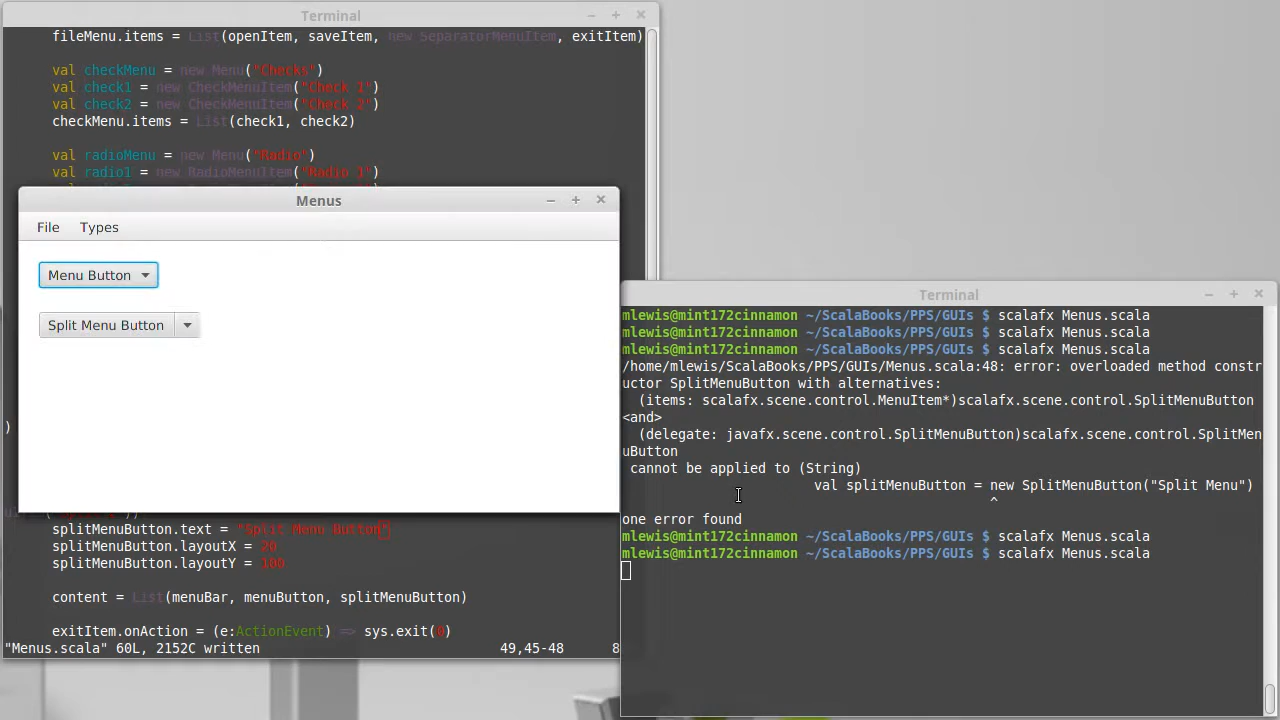 Terminal
fileMenu.items = List(openItem, saveItem, new SeparatorMenuItem, exitItem)
val checkMenu = new Menu("Checks")
val check1 = new CheckMenuItem("Check 1")
val check2 = new CheckMenuItem("Check 2")
checkMenu.items = List(check1, check2)
val radioMenu = new Menu("Radio")
val radio1 = new RadioMenuItem("Radio 1")
Menus
File Types
Menu Button
Split Menu Button
)
splitMenuButton.text = "Split Menu Button"
splitMenuButton.layoutX = 20
splitMenuButton.layoutY = 100
content = List(menuBar, menuButton, splitMenuButton)
exitItem.onAction = (e:ActionEvent) => sys.exit(0)
"Menus.scala" 60L, 2152C written 49,45-48 8
Terminal
mlewis@mint172cinnamon ~/ScalaBooks/PPS/GUIs $ scalafx Menus.scala
mlewis@mint172cinnamon ~/ScalaBooks/PPS/GUIs $ scalafx Menus.scala
mlewis@mint172cinnamon ~/ScalaBooks/PPS/GUIs $ scalafx Menus.scala
/home/mlewis/ScalaBooks/PPS/GUIs/Menus.scala:48: error: overloaded method constr
uctor SplitMenuButton with alternatives:
(items: scalafx.scene.control.MenuItem*)scalafx.scene.control.SplitMenuButton
<and>
(delegate: javafx.scene.control.SplitMenuButton)scalafx.scene.control.SplitMen
uButton
cannot be applied to (String)
val splitMenuButton = new SplitMenuButton("Split Menu")
^
one error found
mlewis@mint172cinnamon ~/ScalaBooks/PPS/GUIs $ scalafx Menus.scala
mlewis@mint172cinnamon ~/ScalaBooks/PPS/GUIs $ scalafx Menus.scala